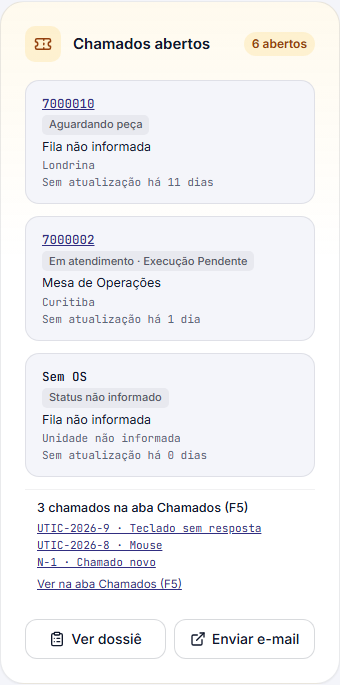 Chamados abertos
6 abertos
7000010
Aguardando peça
Fila não informada
Londrina
Sem atualização há 11 dias
7000002
Em atendimento · Execução Pendente
Mesa de Operações
Curitiba
Sem atualização há 1 dia
Sem OS
Status não informado
Fila não informada
Unidade não informada
Sem atualização há 0 dias
3 chamados na aba Chamados (F5)
UTIC-2026-9 · Teclado sem resposta
UTIC-2026-8 · Mouse
N-1 · Chamado novo
Ver na aba Chamados (F5)
Ver dossiê
Enviar e-mail